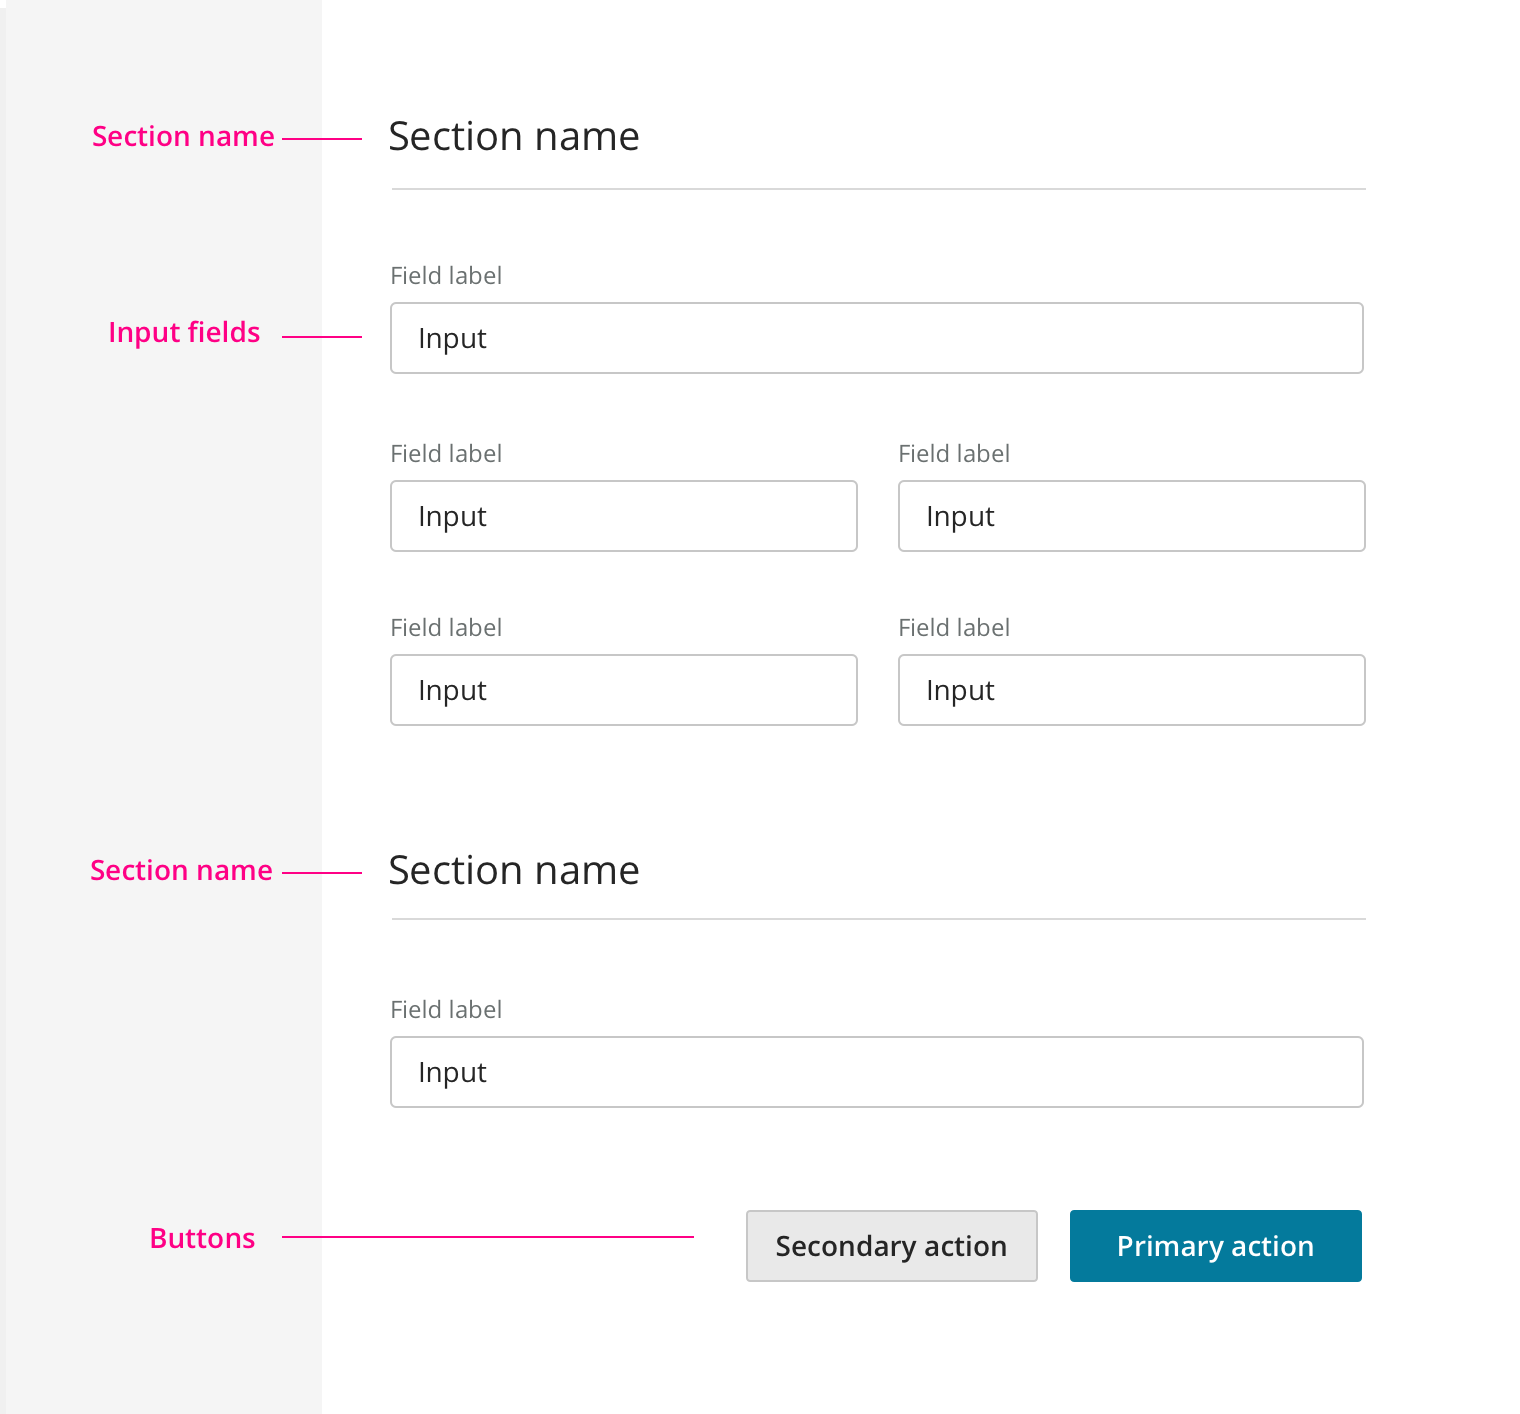 Section name
Section name
Field label
Input fields
Input
Field label
Field label
Input
Input
Field label
Field label
Input
Input
Section name
Section name
Field label
Input
Buttons
Secondary action
Primary action